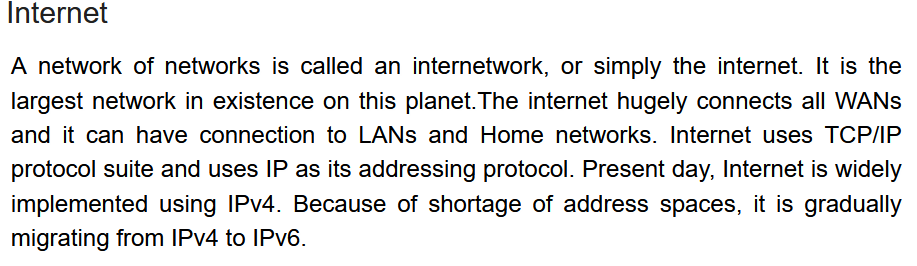 Internet
A network of networks is called an internetwork, or simply the internet. It is the
largest network in existence on this planet.The internet hugely connects all WANs
and it can have connection to LANs and Home networks. Internet uses TCP/IP
protocol suite and uses IP as its addressing protocol. Present day, Internet is widely
implemented using IPv4. Because of shortage of address spaces, it is gradually
migrating from IPv4 to IPv6.